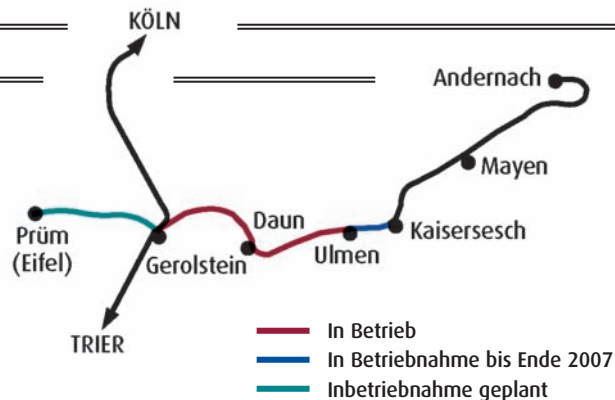 KÖLN
Andernach
Mayen
Daun
Kaisersesch
Prüm
(Eifel)
Gerolstein
Ulmen
TRIER
In Betrieb
In Betriebnahme bis Ende 2007
Inbetriebnahme geplant